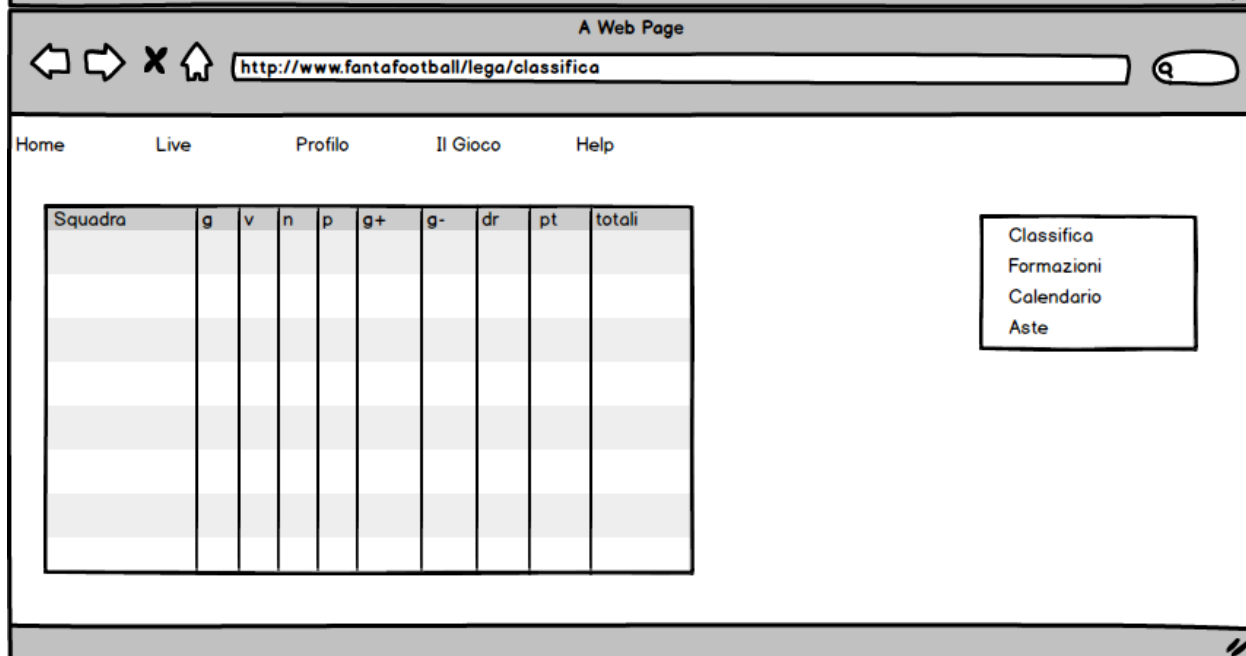 A Web Page
http://www.fantafootball/lega/classifica
Home Live Profilo Il Gioco Help
Squadra g v n p g+ g- dr pt totali
Classifica
Formazioni
Calendario
Aste